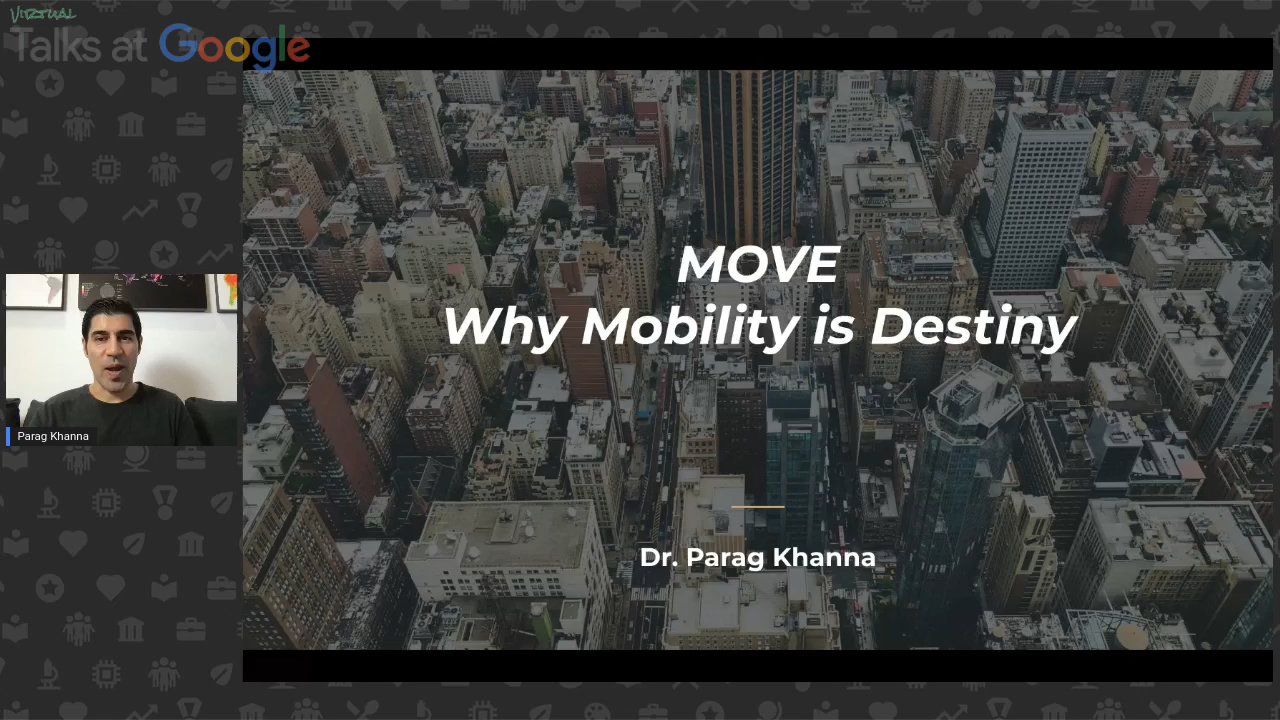 VIRTUAL
Talks at Google
MOVE
Why Mobility is Destiny
Dr. Parag Khanna
Parag Khanna